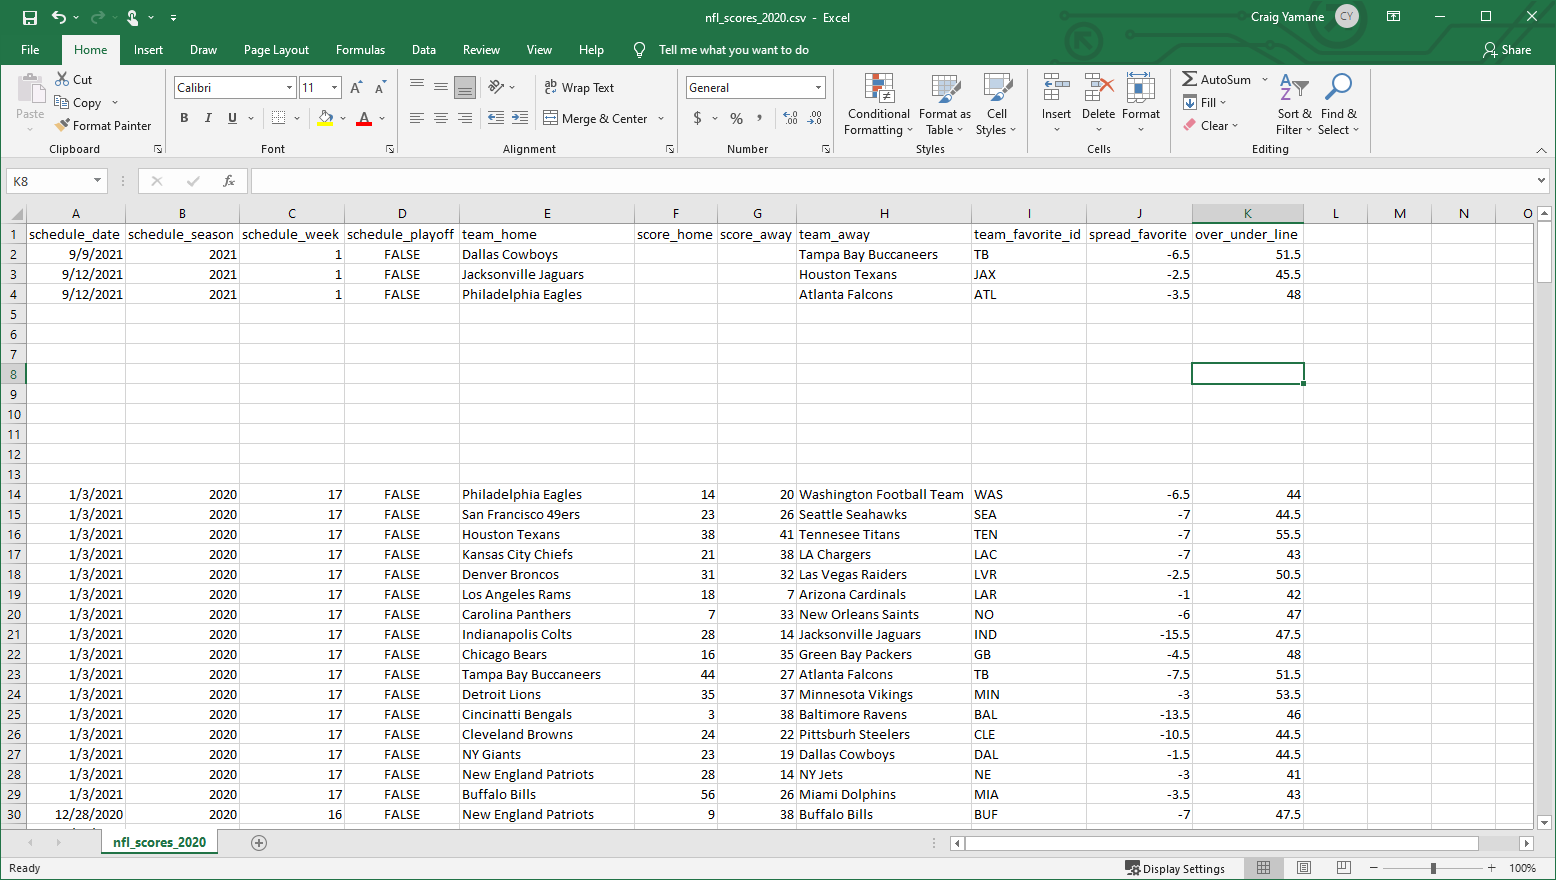 nfl_scores_2020.csv - Excel
Craig Yamane CY
File Home Insert Draw Page Layout Formulas Data Review View Help Tell me what you want to do Share
Paste Cut Copy Format Painter Clipboard
Calibri 11 A A B I U A Font
ab Wrap Text Merge & Center Alignment
General $ % , .00 .00 Number
Conditional Formatting Format as Table Cell Styles Styles
Insert Delete Format Cells
AutoSum Fill Clear Sort & Filter Find & Select Editing
K8 fx
A B C D E F G H I J K L M N O
1 schedule_date schedule_season schedule_week schedule_playoff team_home score_home score_away team_away team_favorite_id spread_favorite over_under_line
2 9/9/2021 2021 1 FALSE Dallas Cowboys Tampa Bay Buccaneers TB -6.5 51.5
3 9/12/2021 2021 1 FALSE Jacksonville Jaguars Houston Texans JAX -2.5 45.5
4 9/12/2021 2021 1 FALSE Philadelphia Eagles Atlanta Falcons ATL -3.5 48
5
6
7
8
9
10
11
12
13
14 1/3/2021 2020 17 FALSE Philadelphia Eagles 14 20 Washington Football Team WAS -6.5 44
15 1/3/2021 2020 17 FALSE San Francisco 49ers 23 26 Seattle Seahawks SEA -7 44.5
16 1/3/2021 2020 17 FALSE Houston Texans 38 41 Tennesee Titans TEN -7 55.5
17 1/3/2021 2020 17 FALSE Kansas City Chiefs 21 38 LA Chargers LAC -7 43
18 1/3/2021 2020 17 FALSE Denver Broncos 31 32 Las Vegas Raiders LVR -2.5 50.5
19 1/3/2021 2020 17 FALSE Los Angeles Rams 18 7 Arizona Cardinals LAR -1 42
20 1/3/2021 2020 17 FALSE Carolina Panthers 7 33 New Orleans Saints NO -6 47
21 1/3/2021 2020 17 FALSE Indianapolis Colts 28 14 Jacksonville Jaguars IND -15.5 47.5
22 1/3/2021 2020 17 FALSE Chicago Bears 16 35 Green Bay Packers GB -4.5 48
23 1/3/2021 2020 17 FALSE Tampa Bay Buccaneers 44 27 Atlanta Falcons TB -7.5 51.5
24 1/3/2021 2020 17 FALSE Detroit Lions 35 37 Minnesota Vikings MIN -3 53.5
25 1/3/2021 2020 17 FALSE Cincinatti Bengals 3 38 Baltimore Ravens BAL -13.5 46
26 1/3/2021 2020 17 FALSE Cleveland Browns 24 22 Pittsburh Steelers CLE -10.5 44.5
27 1/3/2021 2020 17 FALSE NY Giants 23 19 Dallas Cowboys DAL -1.5 44.5
28 1/3/2021 2020 17 FALSE New England Patriots 28 14 NY Jets NE -3 41
29 1/3/2021 2020 17 FALSE Buffalo Bills 56 26 Miami Dolphins MIA -3.5 43
30 12/28/2020 2020 16 FALSE New England Patriots 9 38 Buffalo Bills BUF -7 47.5
nfl_scores_2020
Ready Display Settings 100%